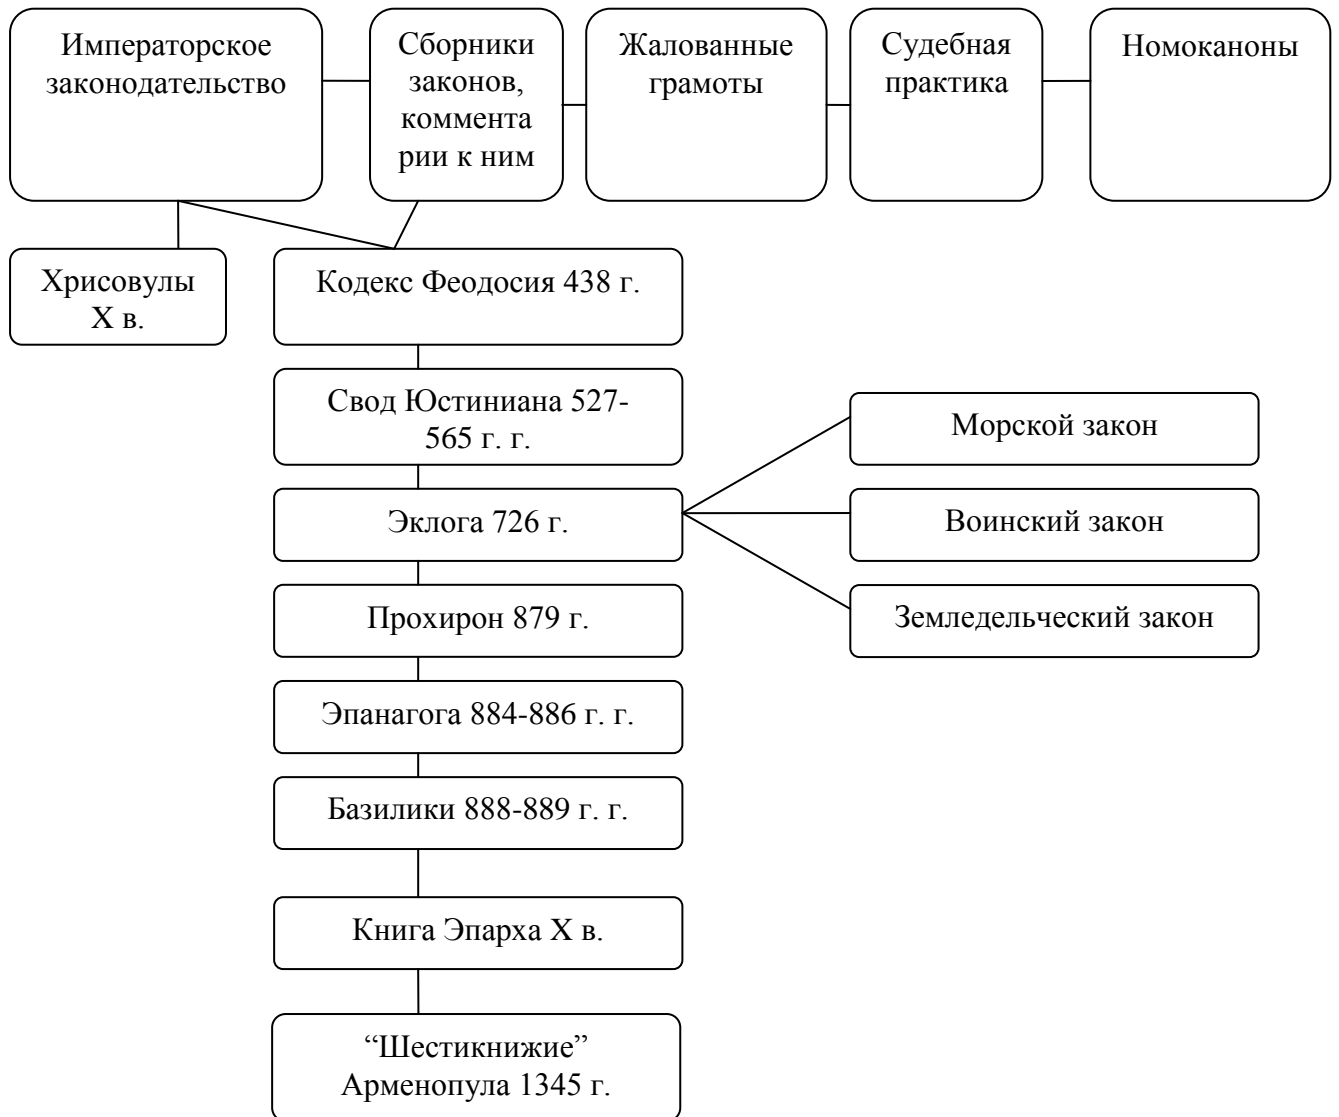 Императорское
законодательство
Сборники
законов,
коммента
рии к ним
Жалованные
грамоты
Судебная
практика
Номоканоны
Хрисовулы
X в.
Кодекс Феодосия 438 г.
Свод Юстиниана 527-
565 г. г.
Морской закон
Эклога 726 г.
Воинский закон
Прохирон 879 г.
Земледельческий закон
Эпанагога 884-886 г. г.
Базилики 888-889 г. г.
Книга Эпарха X в.
“Шестикнижие”
Арменопула 1345 г.